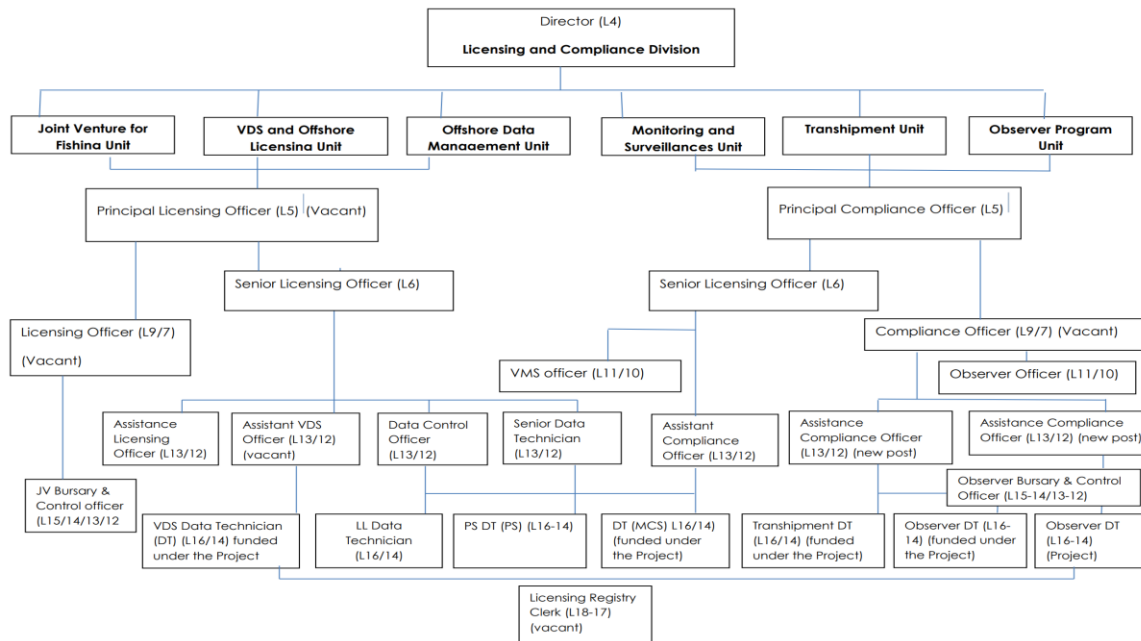 Director (L4)
Licensing and Compliance Division
Joint Venture for
Fishina Unit
VDS and Offshore
Licensina Unit
Offshore Data
Manaaement Unit
Monitoring and
Surveillances Unit
Transhipment Unit
Observer Program
Unit
Principal Licensing Officer (L5) (Vacant)
Principal Compliance Officer (L5)
Senior Licensing Officer (L6)
Senior Licensing Officer (L6)
Licensing Officer (L9/7)
(Vacant)
Compliance Officer (L9/7) (Vacant)
VMS officer (L11/10)
Observer Officer (L11/10)
Assistance
Licensing
Officer (L13/12)
Assistant VDS
Officer (L13/12)
(vacant)
Data Control
Officer
(L13/12)
Senior Data
Technician
(L13/12)
Assistant
Compliance
Officer (L13/12)
Assistance
Compliance Officer
(L13/12) (new post)
Assistance Compliance
Officer (L13/12) (new post)
JV Bursary &
Control officer
(L15/14/13/12
Observer Bursary & Control
Officer (L15-14/13-12)
VDS Data Technician
(DT) (L16/14) funded
under the Project
LL Data
Technician
(L16/14)
PS DT (PS) (L16-14)
DT (MCS) L16/14)
(funded under
the Project)
Transhipment DT
(L16/14) (funded
under the Project)
Observer DT (L16-
14) (funded under
the Project)
Observer DT
(L16-14)
(Project)
Licensing Registry
Clerk (L18-17)
(vacant)